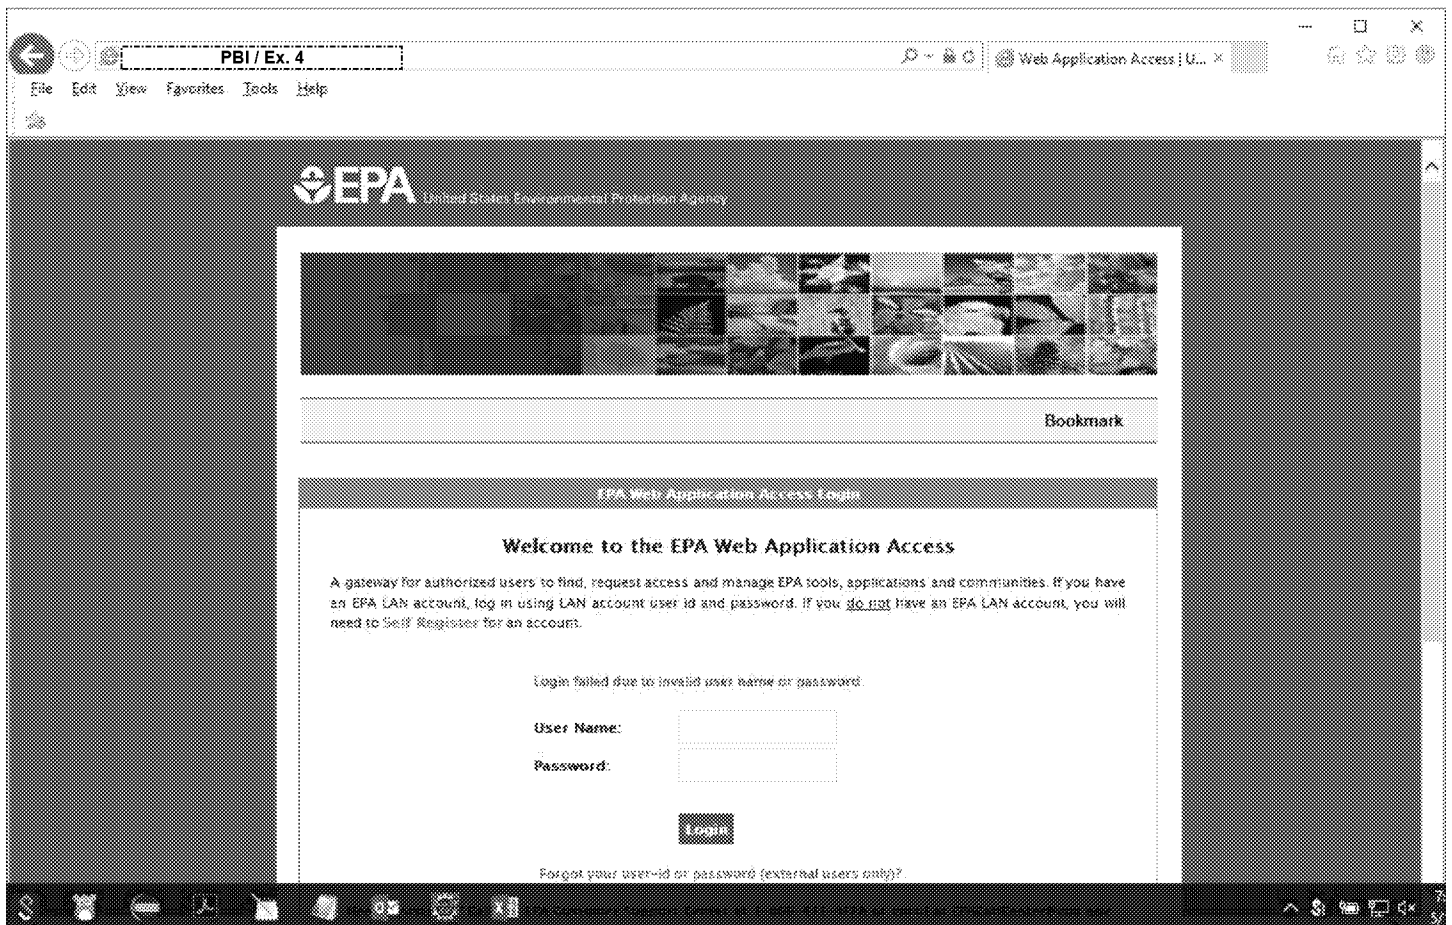 PBI / Ex. 4
Web Application Access | U...
File Edit View Favorites Tools Help
EPA United States Environmental Protection Agency
Bookmark
EPA Web Application Access Login
Welcome to the EPA Web Application Access
A gateway for authorized users to find, request access and manage EPA tools, applications and communities. If you have
an EPA LAN account, log in using LAN account user id and password. If you do not have an EPA LAN account, you will
need to Self Register for an account.
Login failed due to invalid user name or password
User Name:
Password:
Login
Forgot your user-id or password (external users only)?